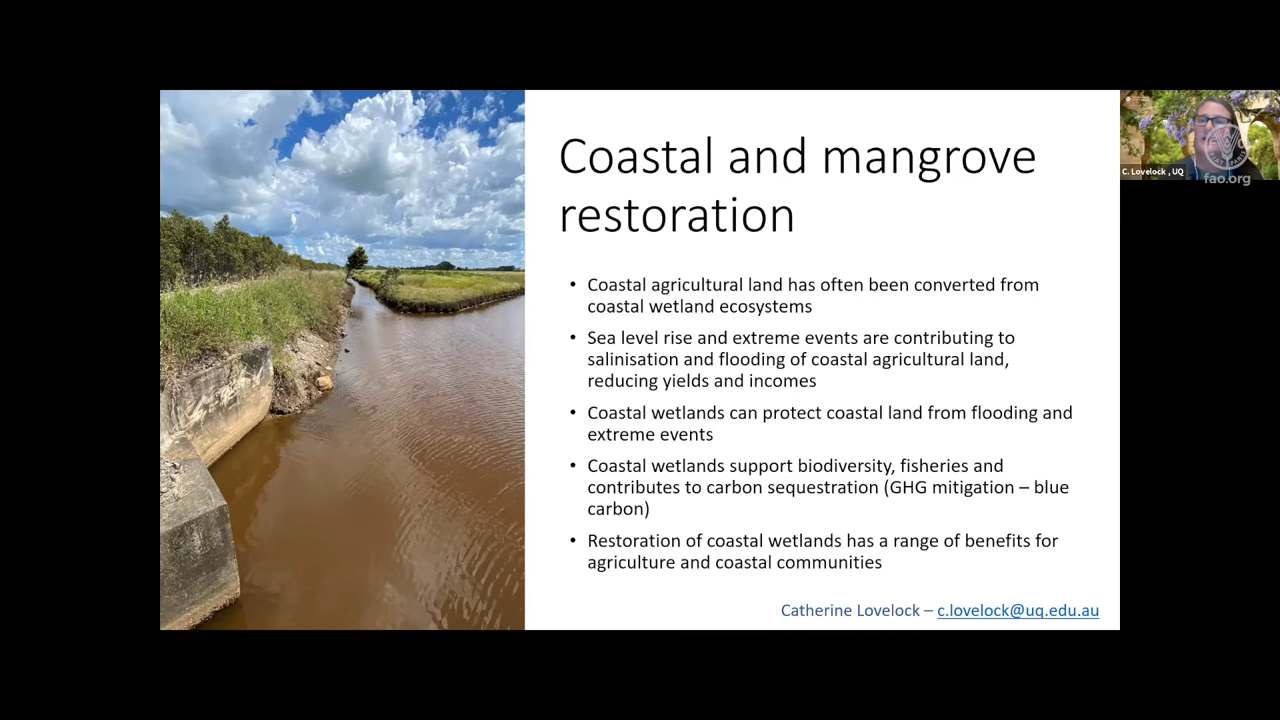 Coastal and mangrove
restoration
• Coastal agricultural land has often been converted from
coastal wetland ecosystems
• Sea level rise and extreme events are contributing to
salinisation and flooding of coastal agricultural land,
reducing yields and incomes
• Coastal wetlands can protect coastal land from flooding and
extreme events
• Coastal wetlands support biodiversity, fisheries and
contributes to carbon sequestration (GHG mitigation – blue
carbon)
• Restoration of coastal wetlands has a range of benefits for
agriculture and coastal communities
Catherine Lovelock – c.lovelock@uq.edu.au
C. Lovelock , UQ
fao.org